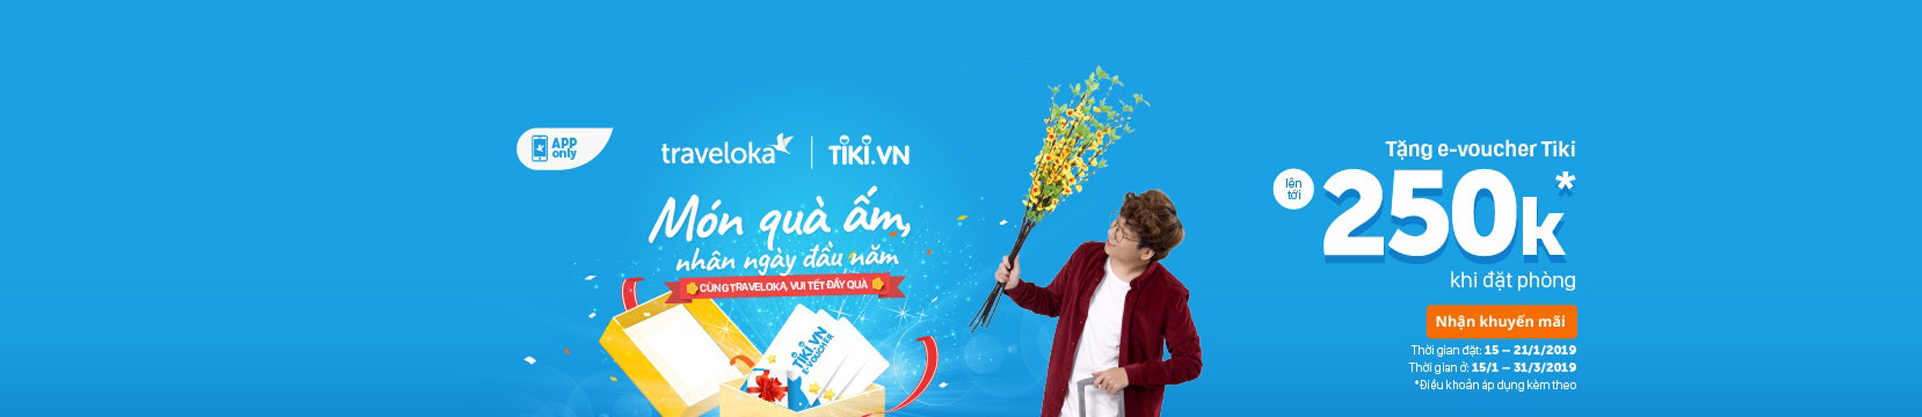 APP
only
traveloka
TIKI.VN
Món quà ấm,
nhân ngày đầu năm
CÙNG TRAVELOKA, VUI TẾT ĐẦY QUÀ
TIKI.VN
E-VOUCHER
Tặng e-voucher Tiki
lên
tới
250k*
khi đặt phòng
Nhận khuyến mãi
Thời gian đặt: 15 – 21/1/2019
Thời gian ở: 15/1 – 31/3/2019
*Điều khoản áp dụng kèm theo